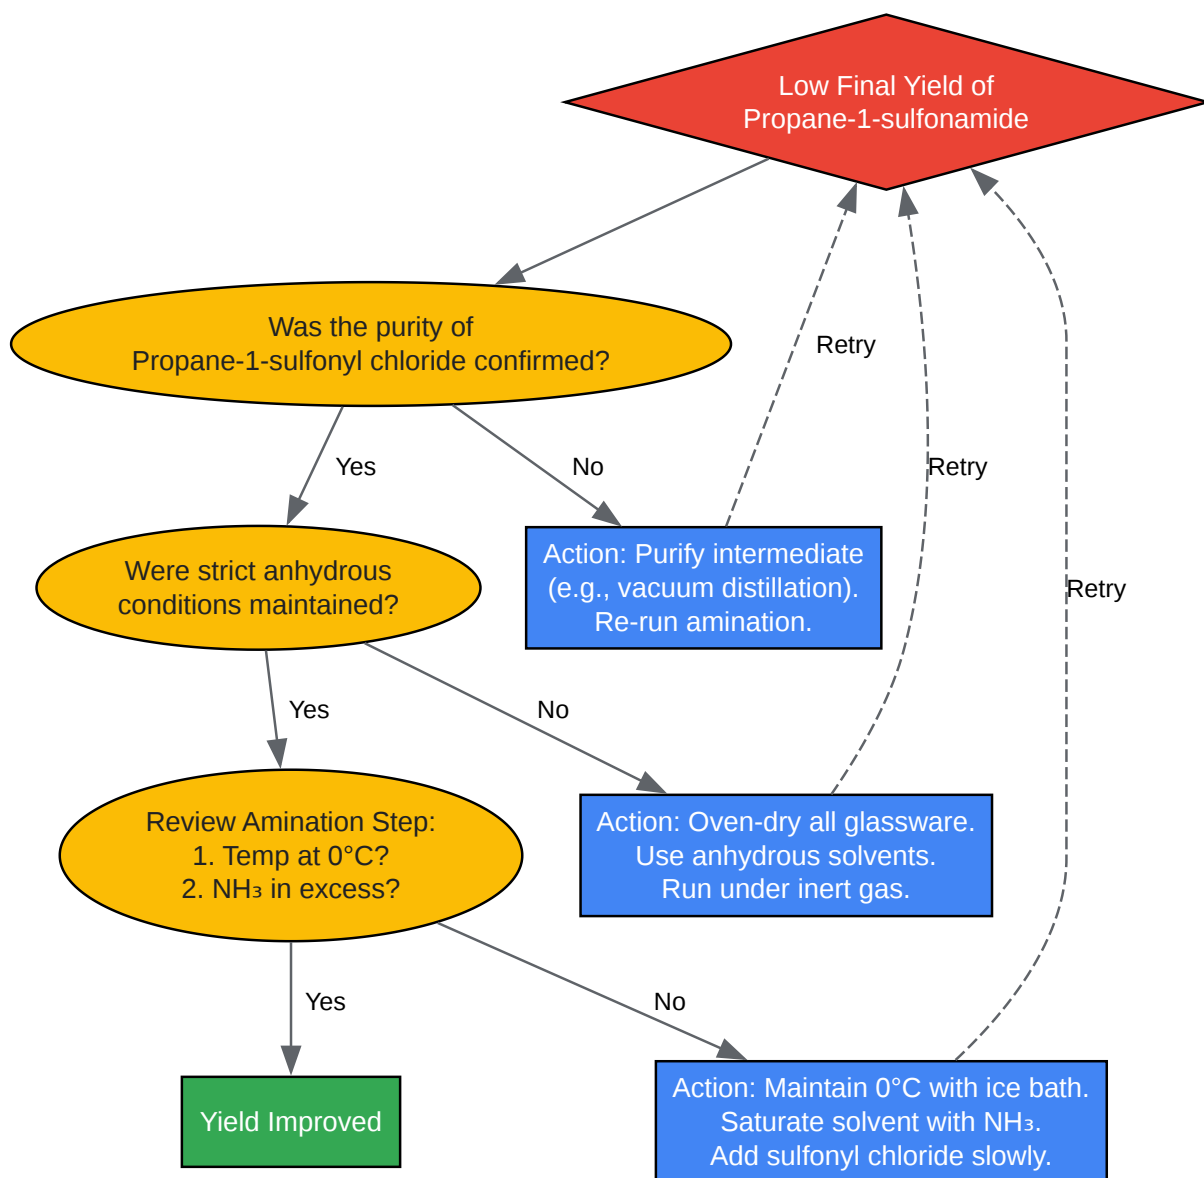 Low Final Yield of
Propane-1-sulfonamide
Was the purity of
Propane-1-sulfonyl chloride confirmed?
Retry
Yes
No
Retry
Were strict anhydrous
conditions maintained?
Action: Purify intermediate
(e.g., vacuum distillation).
Re-run amination.
Retry
Yes
No
Review Amination Step:
1. Temp at 0°C?
2. NH₃ in excess?
Action: Oven-dry all glassware.
Use anhydrous solvents.
Run under inert gas.
Yes
No
Yield Improved
Action: Maintain 0°C with ice bath.
Saturate solvent with NH₃.
Add sulfonyl chloride slowly.